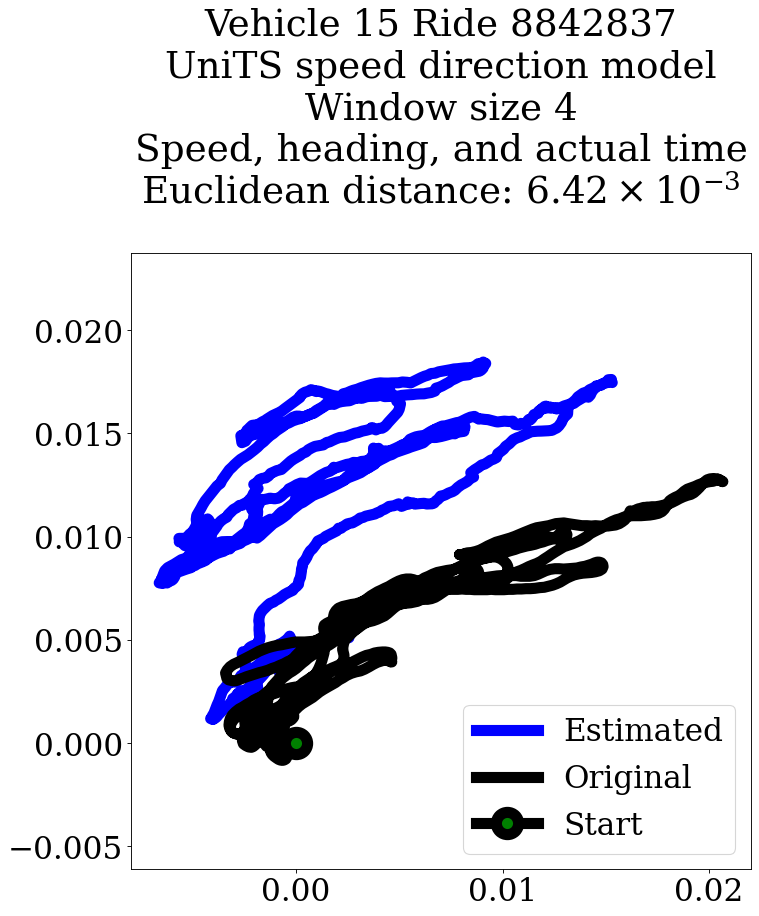 Vehicle 15 Ride 8842837
UniTS speed direction model
Window size 4
Speed, heading, and actual time
Euclidean distance: 6.42 × 10⁻³
0.020
0.015
0.010
0.005
0.000
−0.005
0.00 0.01 0.02
Estimated
Original
Start